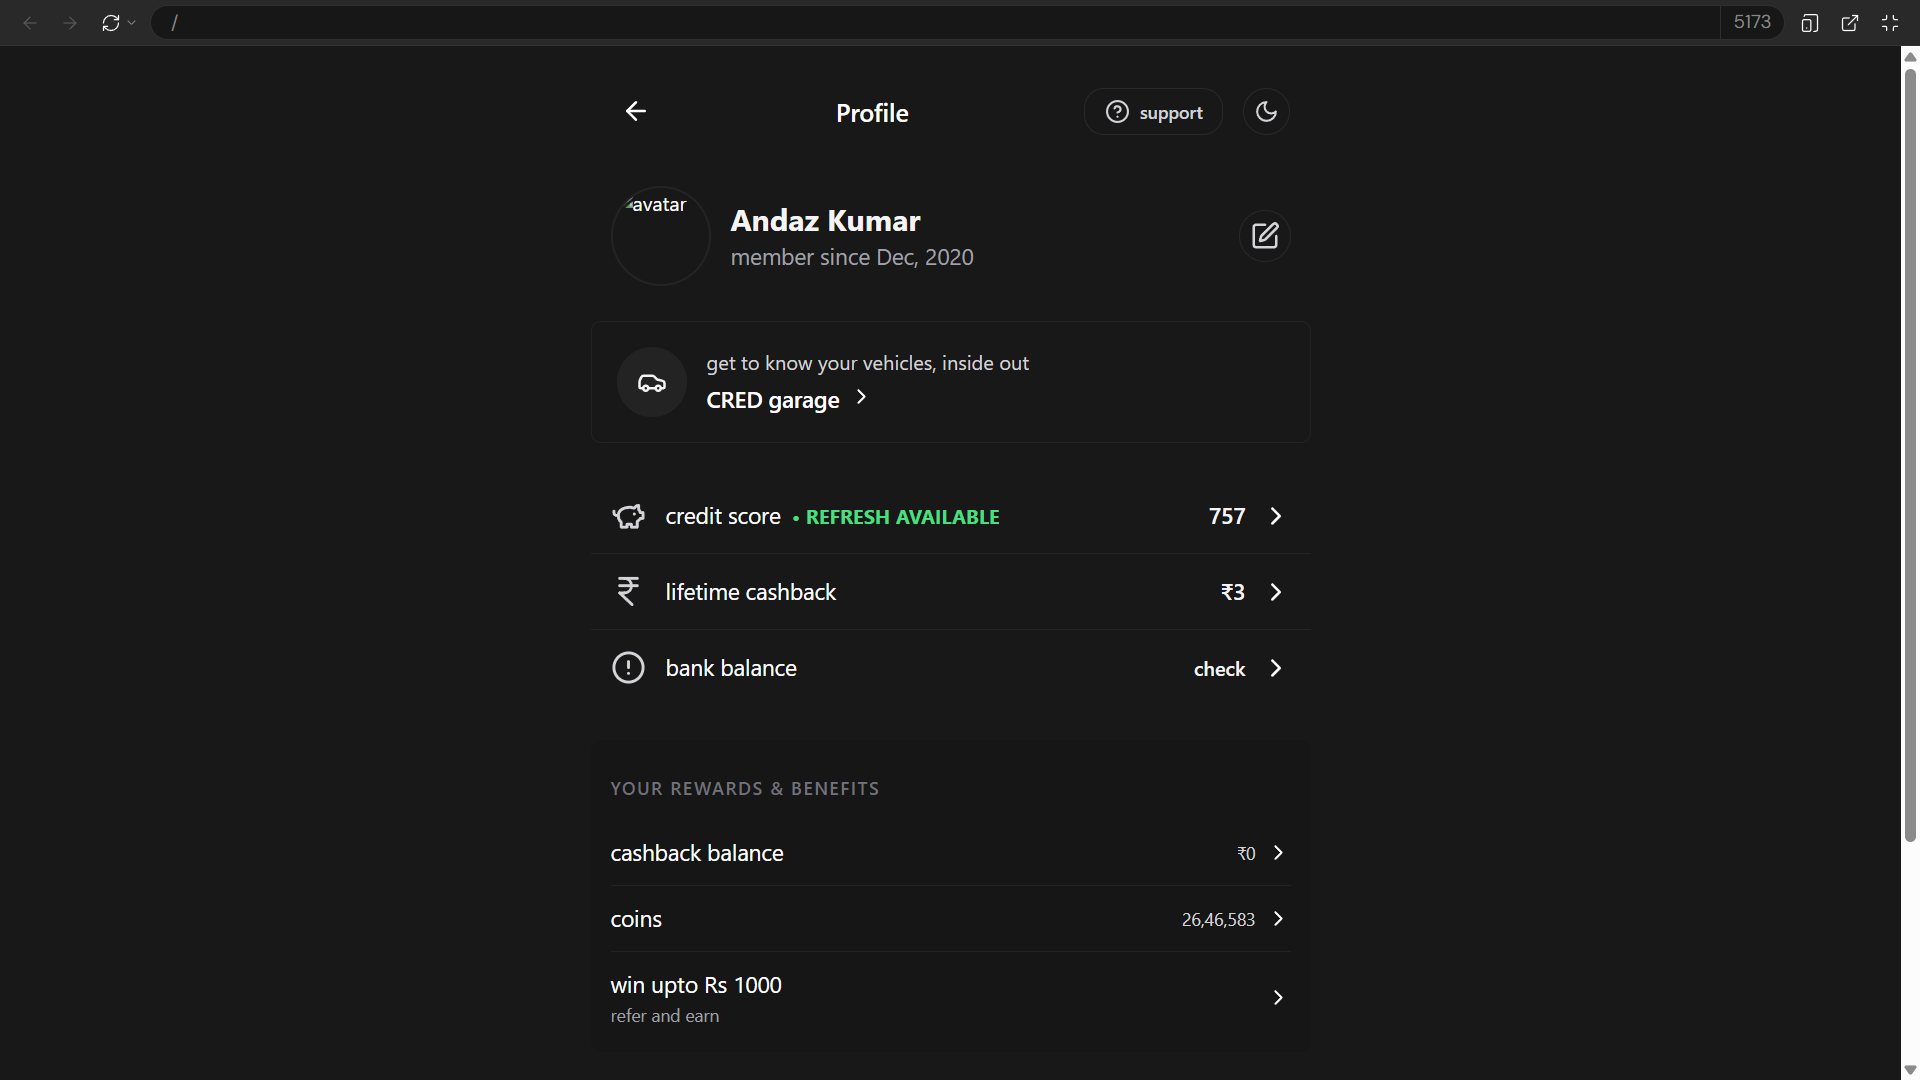 /
5173
Profile
support
avatar
Andaz Kumar
member since Dec, 2020
get to know your vehicles, inside out
CRED garage
credit score • REFRESH AVAILABLE
757
lifetime cashback
₹3
bank balance
check
YOUR REWARDS & BENEFITS
cashback balance
₹0
coins
26,46,583
win upto Rs 1000
refer and earn